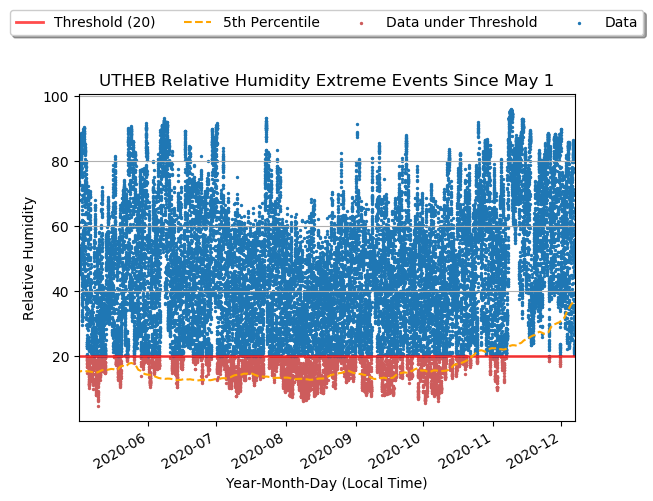 Threshold (20) 5th Percentile Data under Threshold Data
UTHEB Relative Humidity Extreme Events Since May 1
Relative Humidity
100
80
60
40
20
2020-06 2020-07 2020-08 2020-09 2020-10 2020-11 2020-12
Year-Month-Day (Local Time)